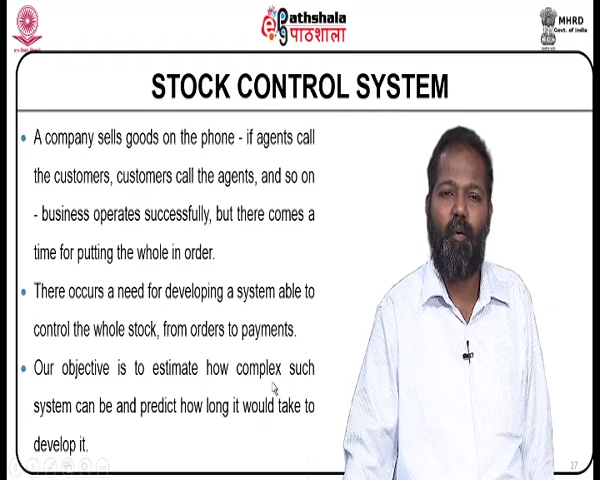 Pathshala
पाठशाला
MHRD
Govt. of India
STOCK CONTROL SYSTEM
• A company sells goods on the phone - if agents call
the customers, customers call the agents, and so on
- business operates successfully, but there comes a
time for putting the whole in order.
• There occurs a need for developing a system able to
control the whole stock, from orders to payments.
• Our objective is to estimate how complex such
system can be and predict how long it would take to
develop it.
27